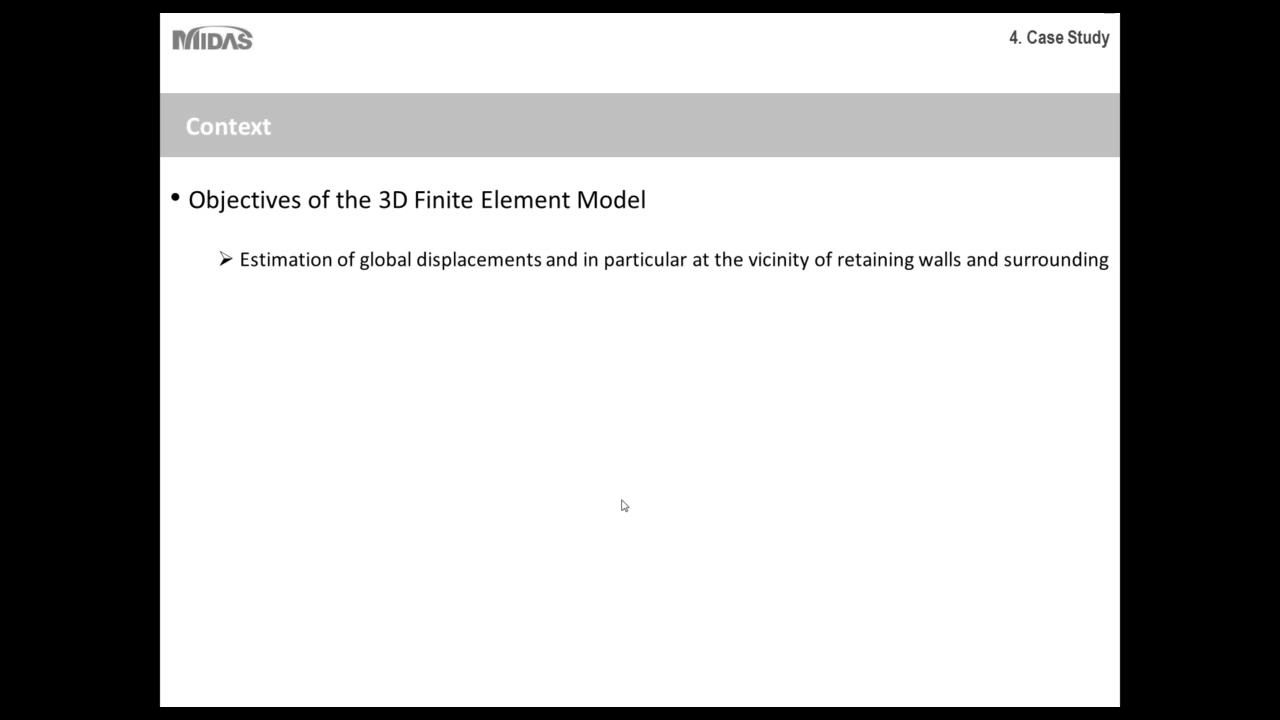 MIDAS
4. Case Study
Context
• Objectives of the 3D Finite Element Model
➢ Estimation of global displacements and in particular at the vicinity of retaining walls and surrounding